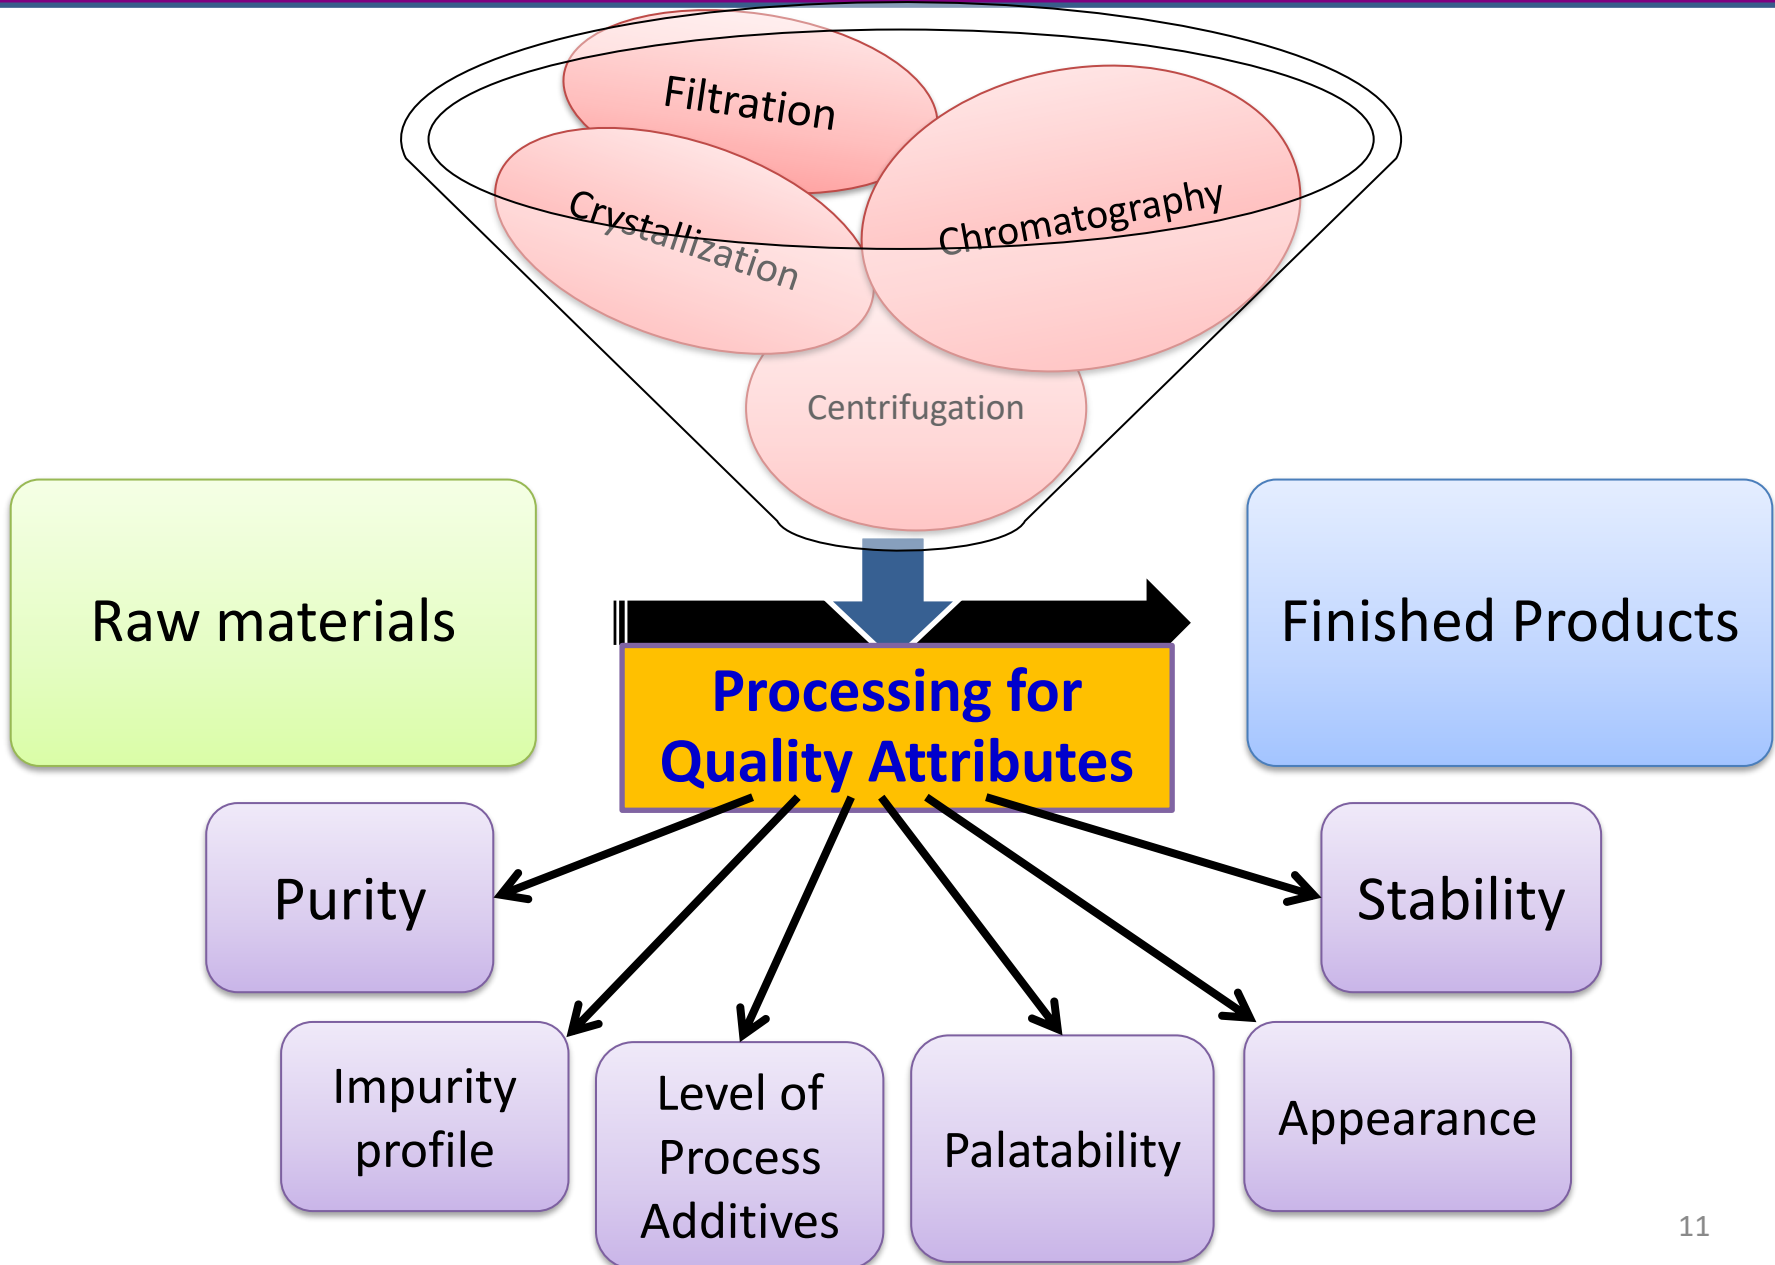 Filtration
Crystallization
Chromatography
Centrifugation
Raw materials
Finished Products
Processing for
Quality Attributes
Purity
Stability
Impurity
profile
Level of
Process
Additives
Palatability
Appearance
11